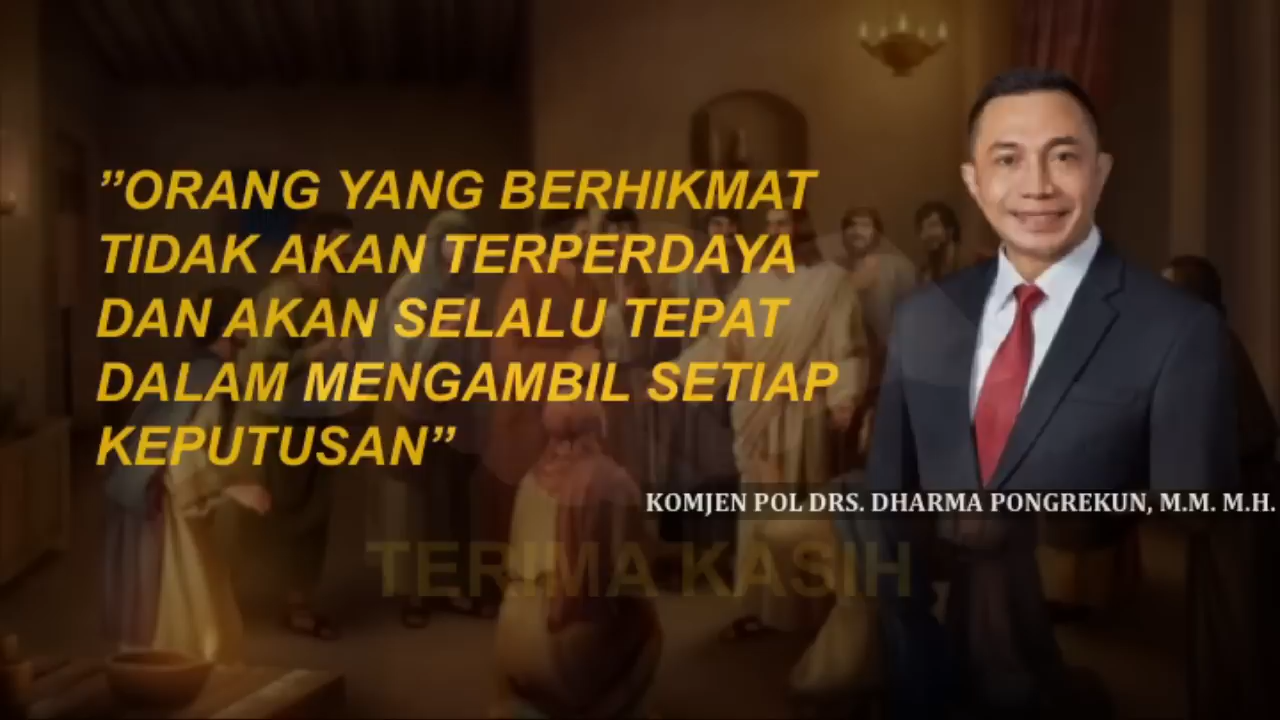 ”ORANG YANG BERHIKMAT
TIDAK AKAN TERPERDAYA
DAN AKAN SELALU TEPAT
DALAM MENGAMBIL SETIAP
KEPUTUSAN”
KOMJEN POL DRS. DHARMA PONGREKUN, M.M. M.H.
TERIMA KASIH